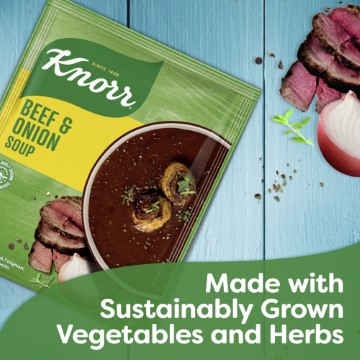 SINCE 1838
Knorr
BEEF &
ONION
SOUP
Made with
Sustainably Grown
Vegetables and Herbs